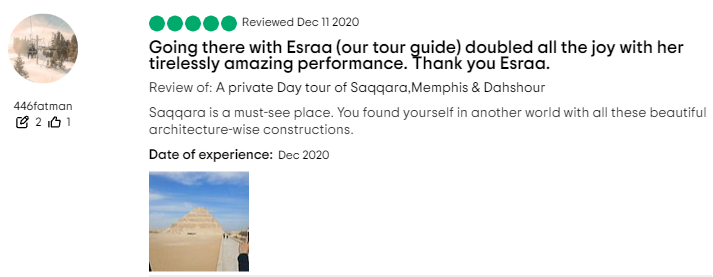 Reviewed Dec 11 2020
Going there with Esraa (our tour guide) doubled all the joy with her
tirelessly amazing performance. Thank you Esraa.
Review of: A private Day tour of Saqqara,Memphis & Dahshour
446fatman
2 1
Saqqara is a must-see place. You found yourself in another world with all these beautiful
architecture-wise constructions.
Date of experience: Dec 2020